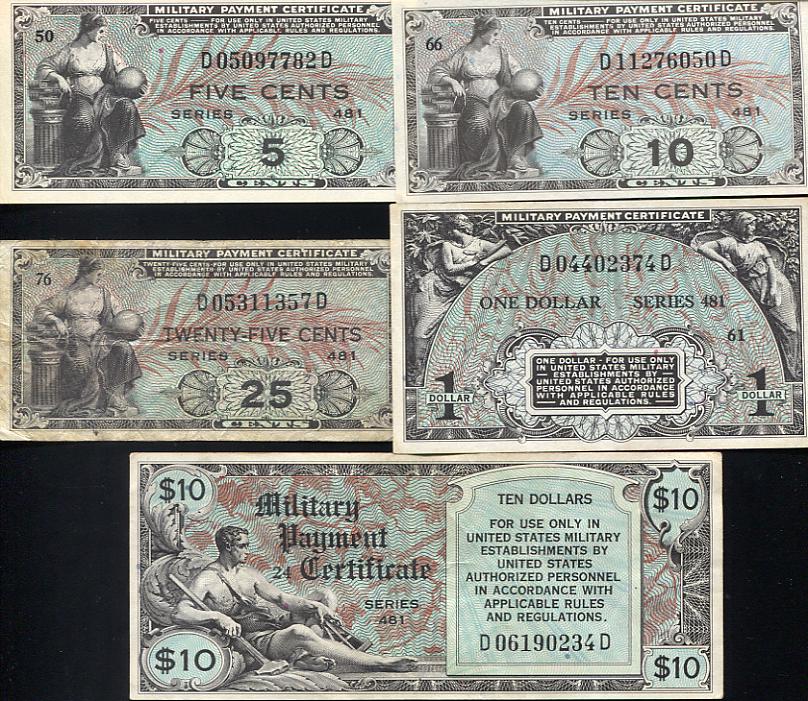 MILITARY PAYMENT CERTIFICATE
FIVE CENTS — FOR USE ONLY IN UNITED STATES MILITARY
ESTABLISHMENTS BY UNITED STATES AUTHORIZED PERSONNEL
IN ACCORDANCE WITH APPLICABLE RULES AND REGULATIONS.
50
D05097782D
FIVE CENTS
SERIES 481
5
CENTS
MILITARY PAYMENT CERTIFICATE
TEN CENTS — FOR USE ONLY IN UNITED STATES MILITARY
ESTABLISHMENTS BY UNITED STATES AUTHORIZED PERSONNEL
IN ACCORDANCE WITH APPLICABLE RULES AND REGULATIONS.
66
D11276050D
TEN CENTS
SERIES 481
10
CENTS
MILITARY PAYMENT CERTIFICATE
TWENTY-FIVE CENTS-FOR USE ONLY IN UNITED STATES MILITARY
ESTABLISHMENTS BY UNITED STATES AUTHORIZED PERSONNEL
IN ACCORDANCE WITH APPLICABLE RULES AND REGULATIONS.
76
D05311357D
TWENTY-FIVE CENTS
SERIES 481
25
CENTS
MILITARY PAYMENT CERTIFICATE
D04402374D
ONE DOLLAR SERIES 481
61
ONE DOLLAR - FOR USE ONLY
IN UNITED STATES MILITARY
— ESTABLISHMENTS BY —
UNITED STATES AUTHORIZED
PERSONNEL IN ACCORDANCE
WITH APPLICABLE RULES
— AND REGULATIONS. —
1 DOLLAR
1 DOLLAR
$10
$10
Military
Payment
24 Certificate
SERIES
481
TEN DOLLARS
FOR USE ONLY IN
UNITED STATES MILITARY
ESTABLISHMENTS BY
UNITED STATES
AUTHORIZED PERSONNEL
IN ACCORDANCE WITH
APPLICABLE RULES
AND REGULATIONS.
D06190234D
$10
$10